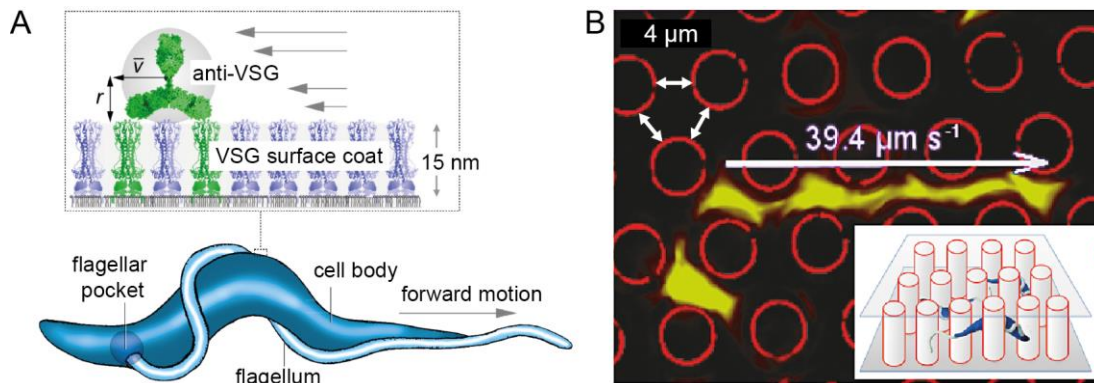 A
v̄
anti-VSG
r
VSG surface coat
15 nm
flagellar
pocket
cell body
forward motion
flagellum
B
4 µm
39.4 µm s⁻¹